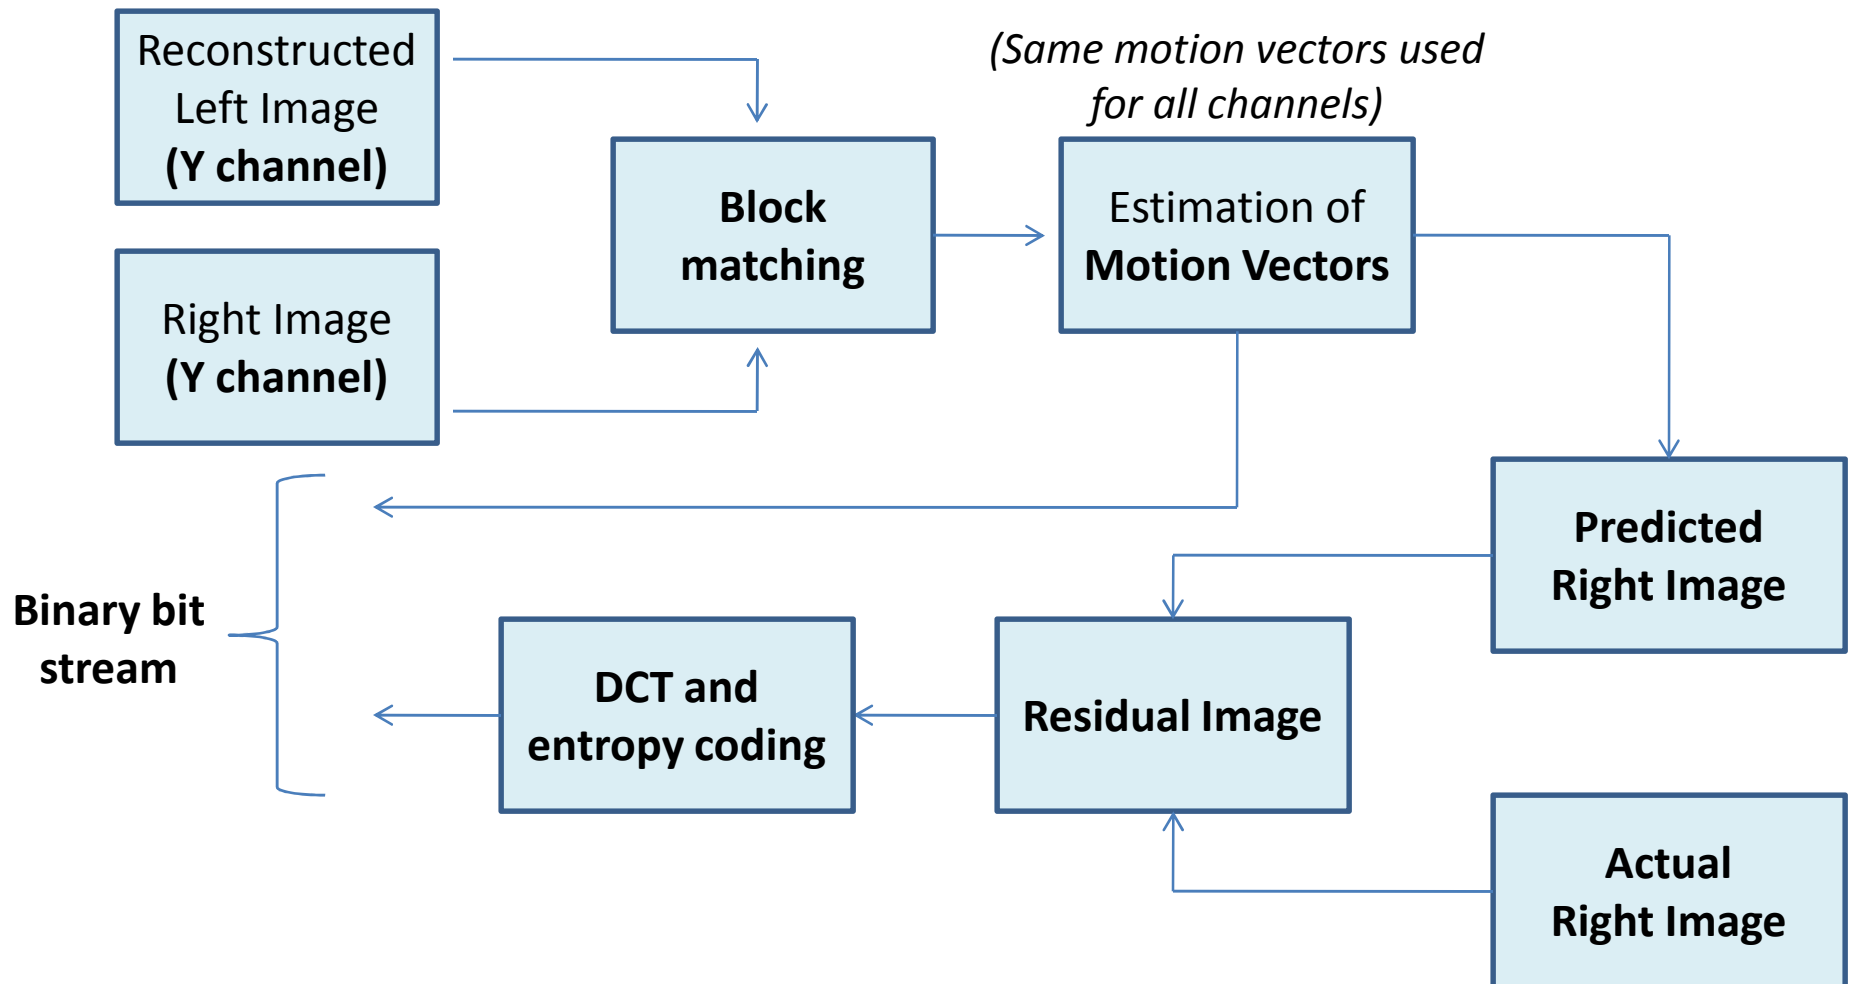 Reconstructed
Left Image
(Y channel)
(Same motion vectors used
for all channels)
Block
matching
Estimation of
Motion Vectors
Right Image
(Y channel)
Predicted
Right Image
Binary bit
stream
DCT and
entropy coding
Residual Image
Actual
Right Image